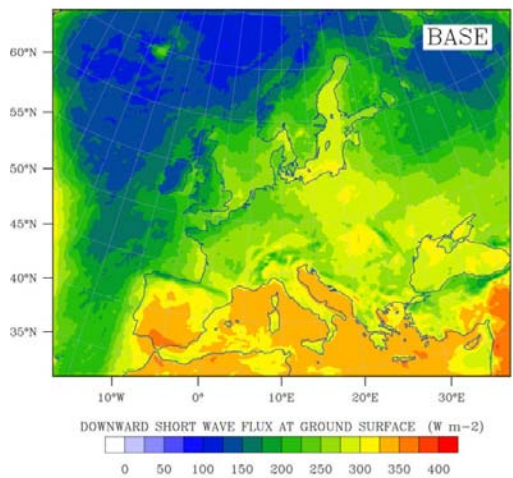 BASE
60°N
55°N
50°N
45°N
40°N
35°N
10°W 0° 10°E 20°E 30°E
DOWNWARD SHORT WAVE FLUX AT GROUND SURFACE (W m-2)
0 50 100 150 200 250 300 350 400